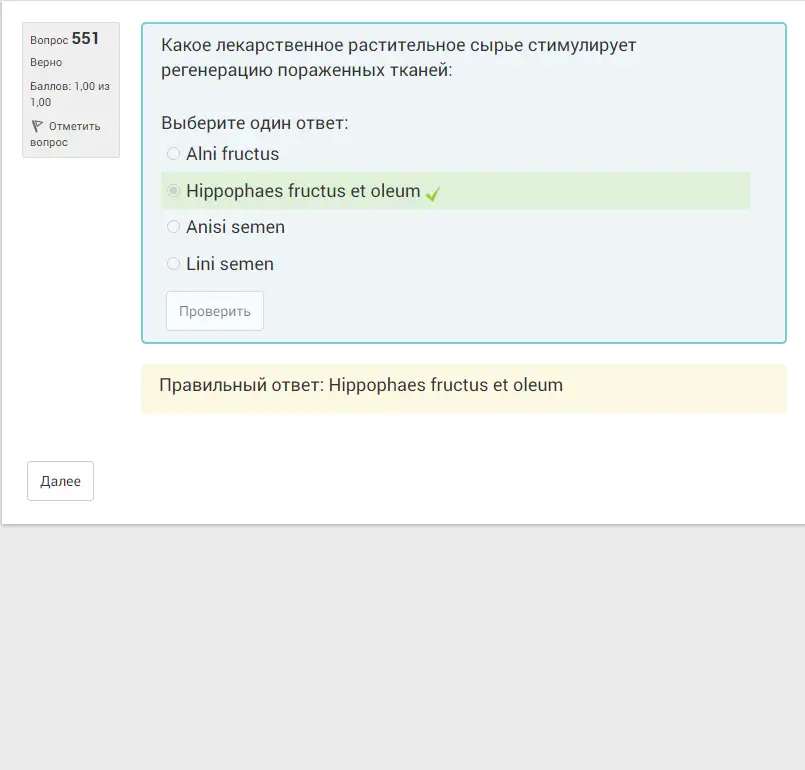 Вопрос 551
Верно
Баллов: 1,00 из
1,00
Отметить
вопрос
Какое лекарственное растительное сырье стимулирует
регенерацию пораженных тканей:
Выберите один ответ:
Alni fructus
Hippophaes fructus et oleum
Anisi semen
Lini semen
Проверить
Правильный ответ: Hippophaes fructus et oleum
Далее